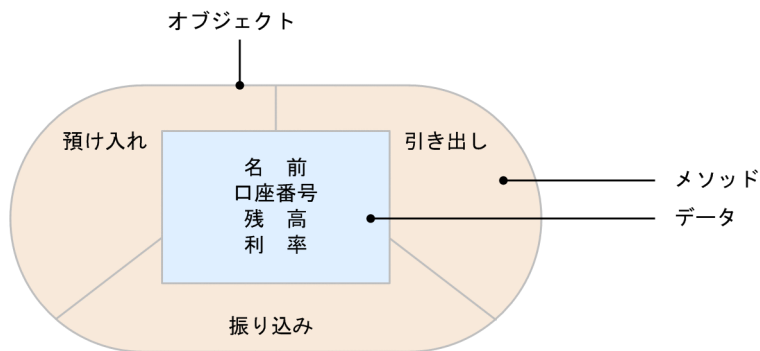 オブジェクト
預け入れ
引き出し
名　前
口座番号
残　高
利　率
メソッド
データ
振り込み